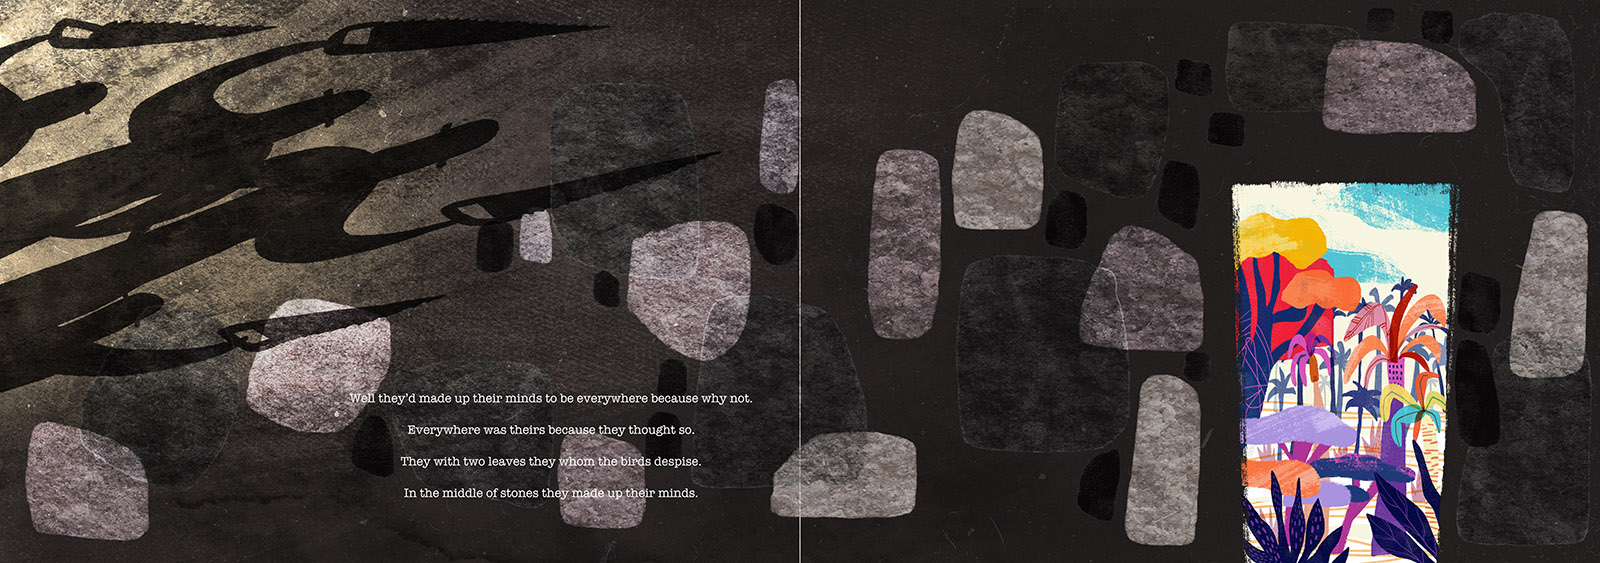 Well they'd made up their minds to be everywhere because why not.
Everywhere was theirs because they thought so.
They with two leaves they whom the birds despise.
In the middle of stones they made up their minds.